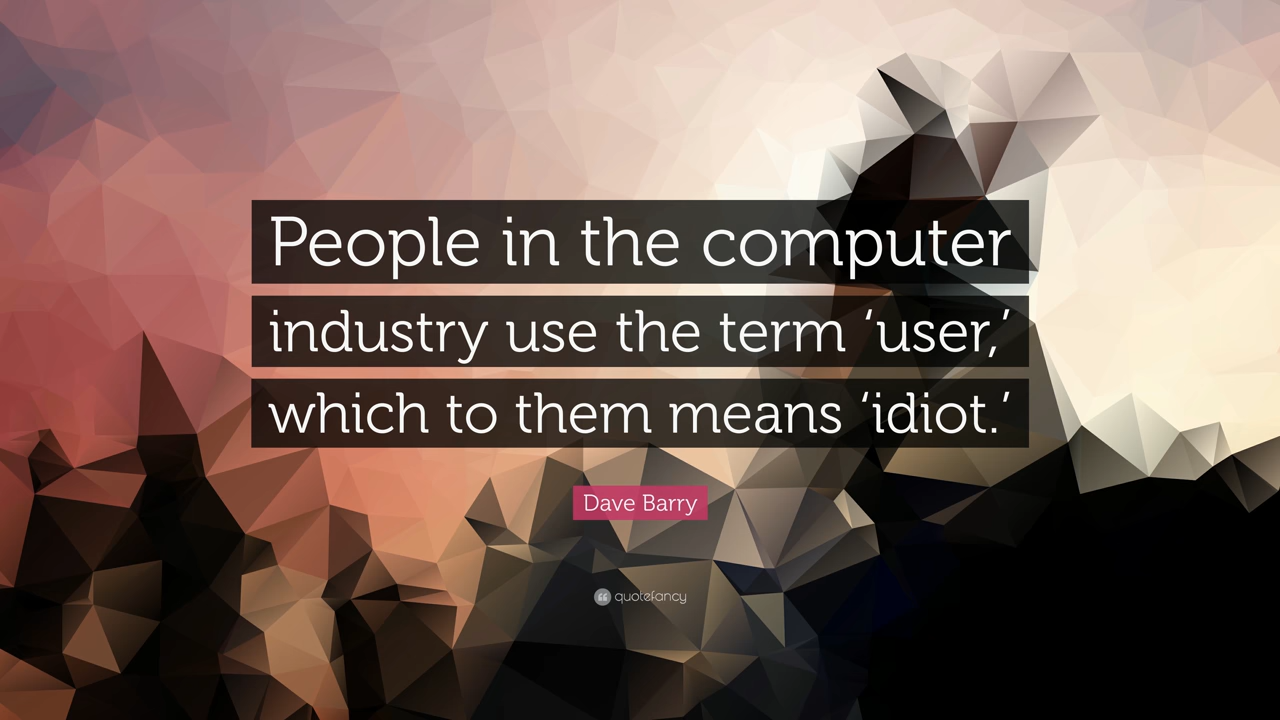 People in the computer
industry use the term ‘user,’
which to them means ‘idiot.’
Dave Barry
quotefancy